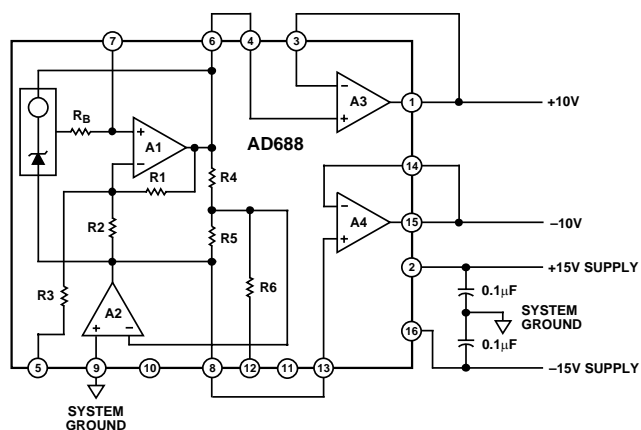 7
6
4
3
R_B
+
−
A1
R1
R2
R3
R4
R5
R6
A2
+
−
AD688
−
+
A3
1
+10V
−
+
A4
14
15
−10V
2
+15V SUPPLY
0.1µF
SYSTEM
GROUND
0.1µF
16
−15V SUPPLY
5
9
10
8
12
11
13
SYSTEM
GROUND